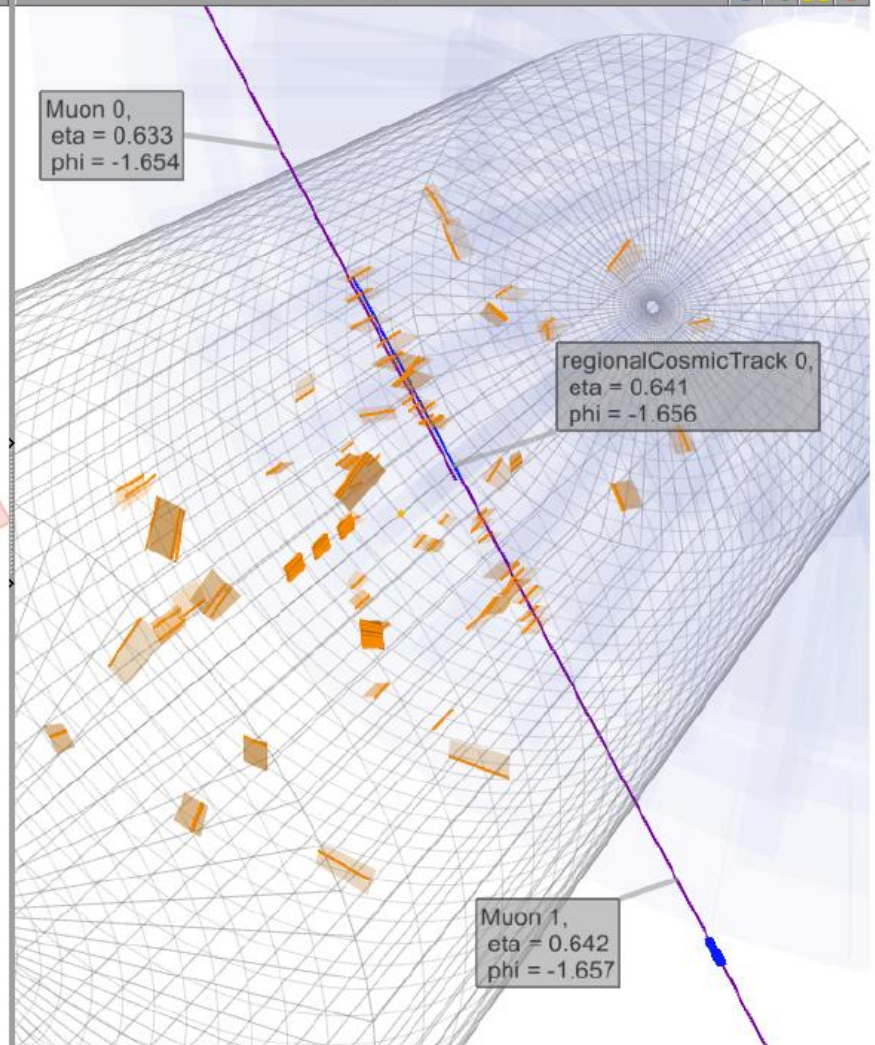 Muon 0,
eta = 0.633
phi = -1.654
regionalCosmicTrack 0,
eta = 0.641
phi = -1.656
Muon 1,
eta = 0.642
phi = -1.657